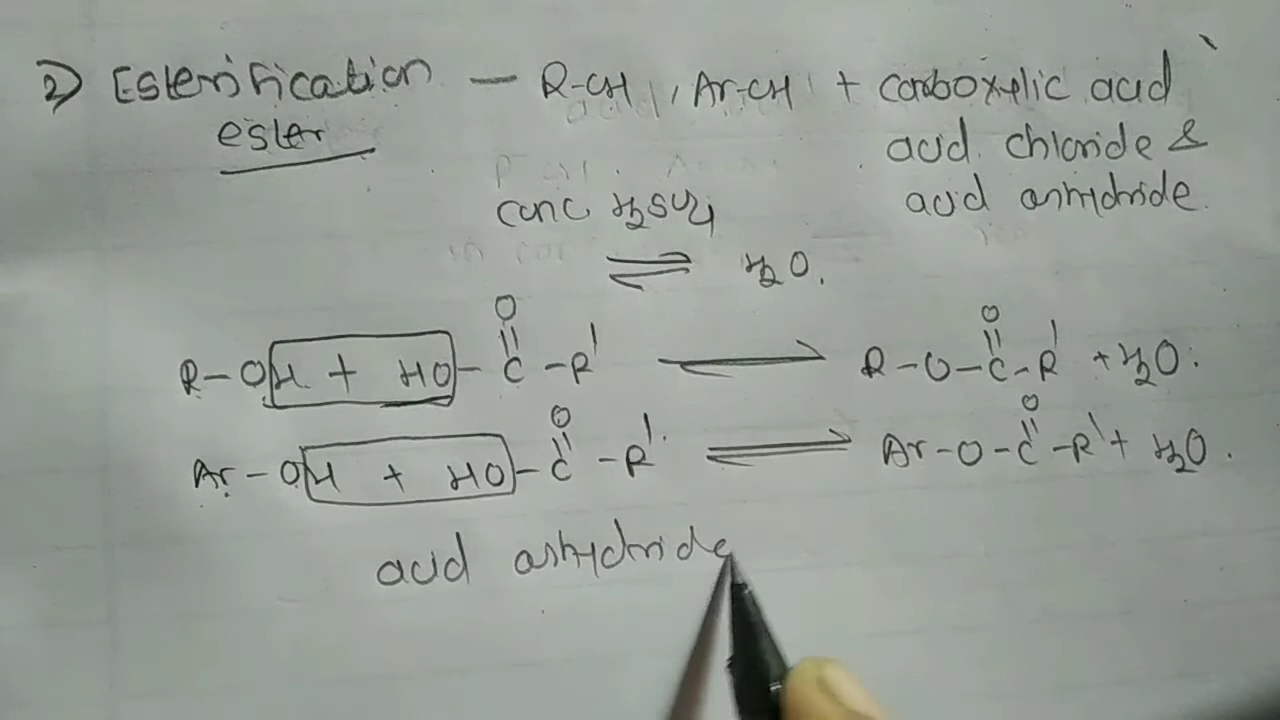 2) Esterification — R-OH, Ar-OH + carboxylic acid
ester
acid chloride &
acid anhydride.
conc H₂SO₄
⇌ H₂O.
R-OH + HO-C(=O)-R' ⇌ R-O-C(=O)-R' + H₂O.
Ar-OH + HO-C(=O)-R' ⇌ Ar-O-C(=O)-R' + H₂O.
acid anhydride